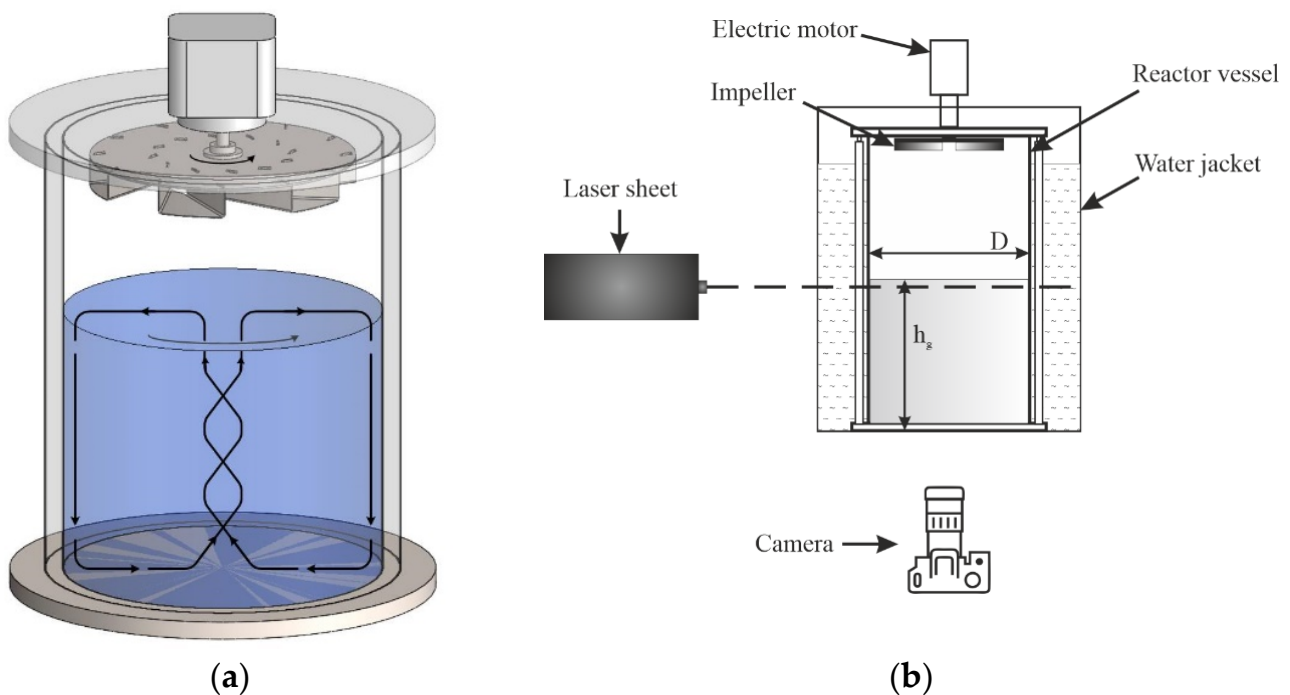 Electric motor
Impeller
Reactor vessel
Water jacket
Laser sheet
D
hg
Camera
(a)
(b)